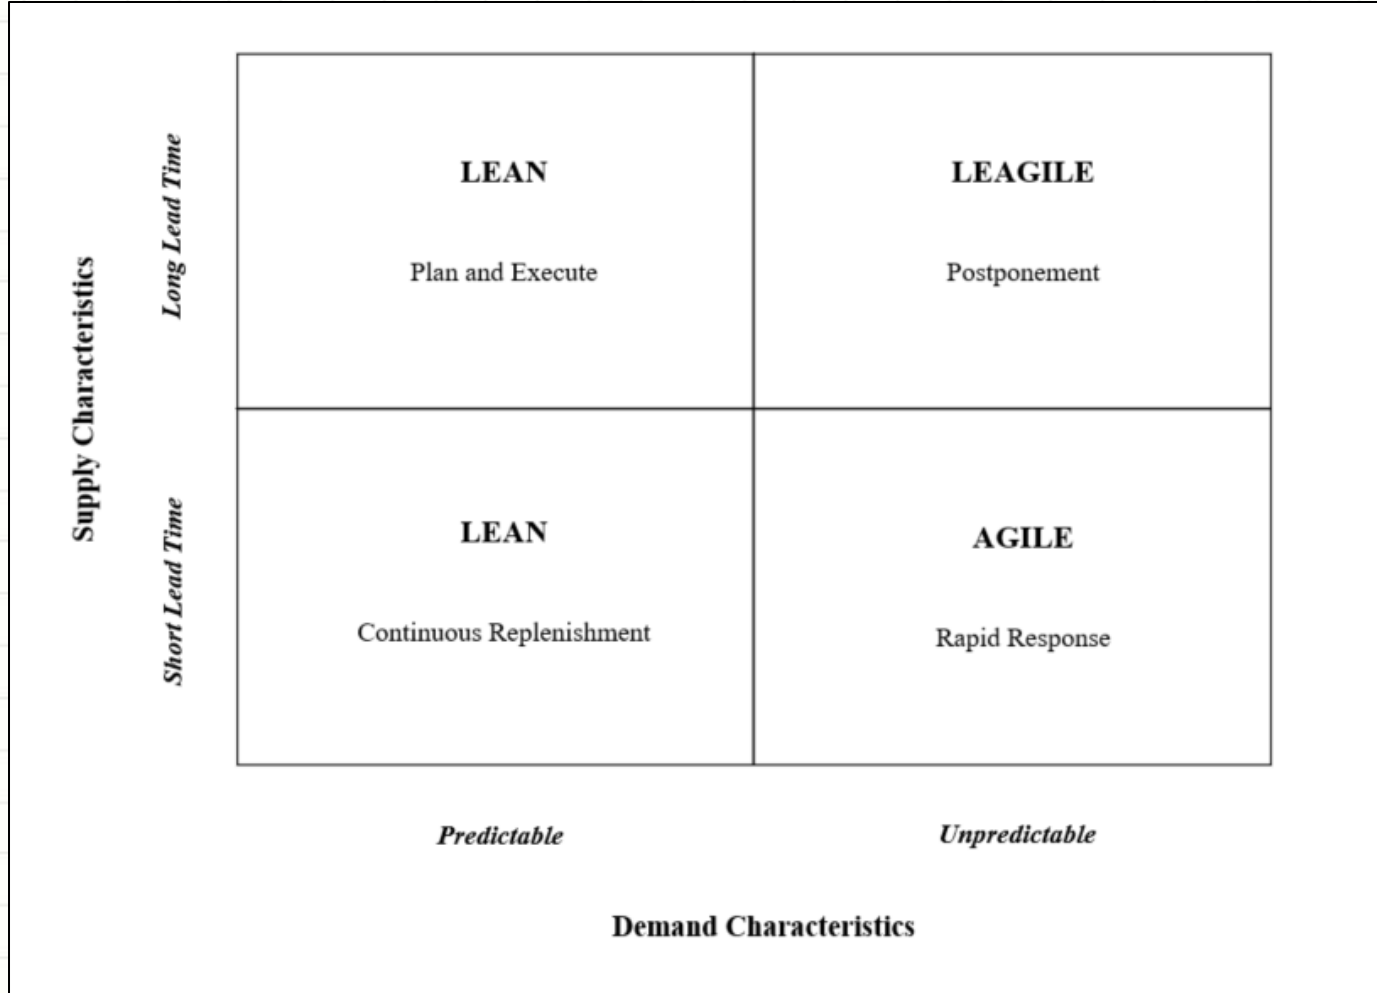 Supply Characteristics
Long Lead Time
LEAN
Plan and Execute
LEAGILE
Postponement
Short Lead Time
LEAN
Continuous Replenishment
AGILE
Rapid Response
Predictable
Unpredictable
Demand Characteristics